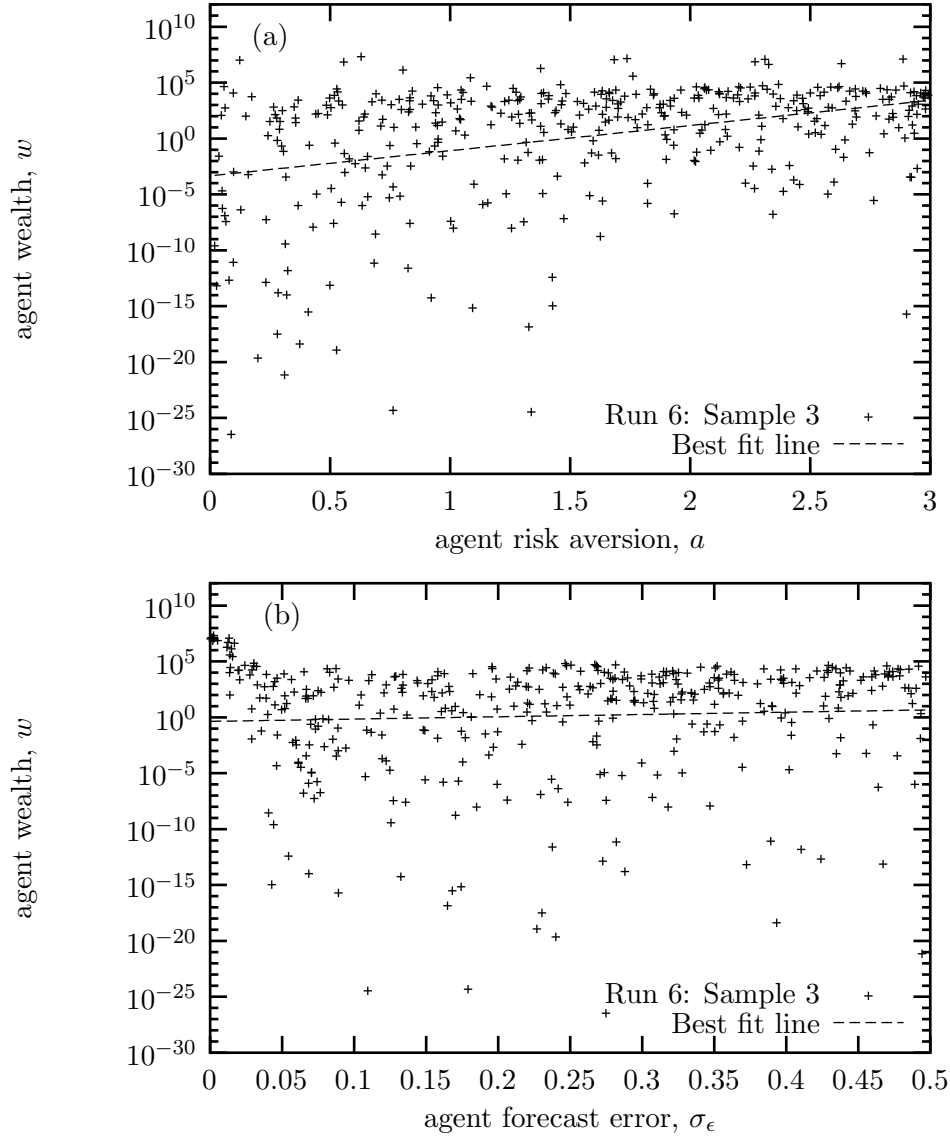 (a)
agent wealth, w
10^10
10^5
10^0
10^-5
10^-10
10^-15
10^-20
10^-25
10^-30
Run 6: Sample 3
Best fit line
0 0.5 1 1.5 2 2.5 3
agent risk aversion, a
(b)
agent wealth, w
10^10
10^5
10^0
10^-5
10^-10
10^-15
10^-20
10^-25
10^-30
Run 6: Sample 3
Best fit line
0 0.05 0.1 0.15 0.2 0.25 0.3 0.35 0.4 0.45 0.5
agent forecast error, σ_ϵ